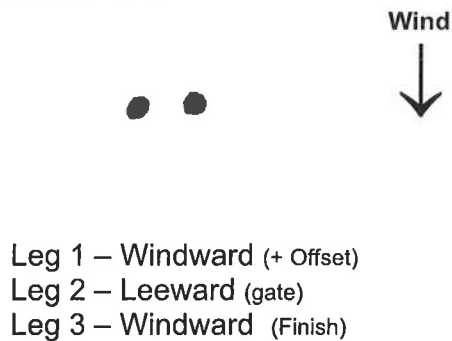 Wind
Leg 1 – Windward (+ Offset)
Leg 2 – Leeward (gate)
Leg 3 – Windward (Finish)